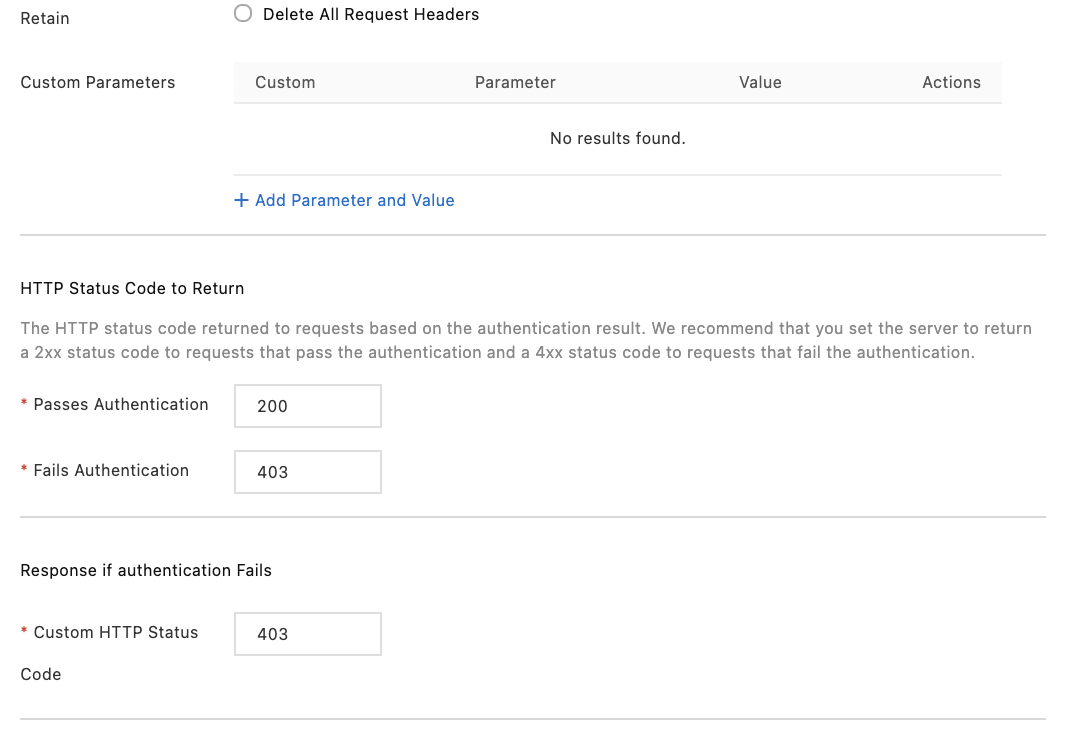 Retain
Delete All Request Headers
Custom Parameters
Custom Parameter Value Actions
No results found.
+ Add Parameter and Value
HTTP Status Code to Return
The HTTP status code returned to requests based on the authentication result. We recommend that you set the server to return
a 2xx status code to requests that pass the authentication and a 4xx status code to requests that fail the authentication.
* Passes Authentication 200
* Fails Authentication 403
Response if authentication Fails
* Custom HTTP Status 403
Code